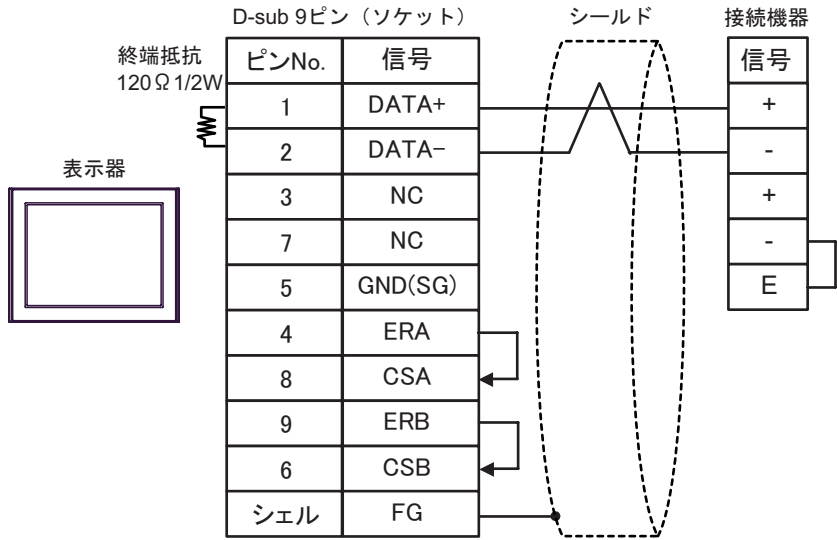 D-sub 9ピン（ソケット）
シールド
接続機器
終端抵抗
120Ω1/2W
表示器
ピンNo. 信号
1 DATA+
2 DATA-
3 NC
7 NC
5 GND(SG)
4 ERA
8 CSA
9 ERB
6 CSB
シェル FG
信号
+
-
+
-
E